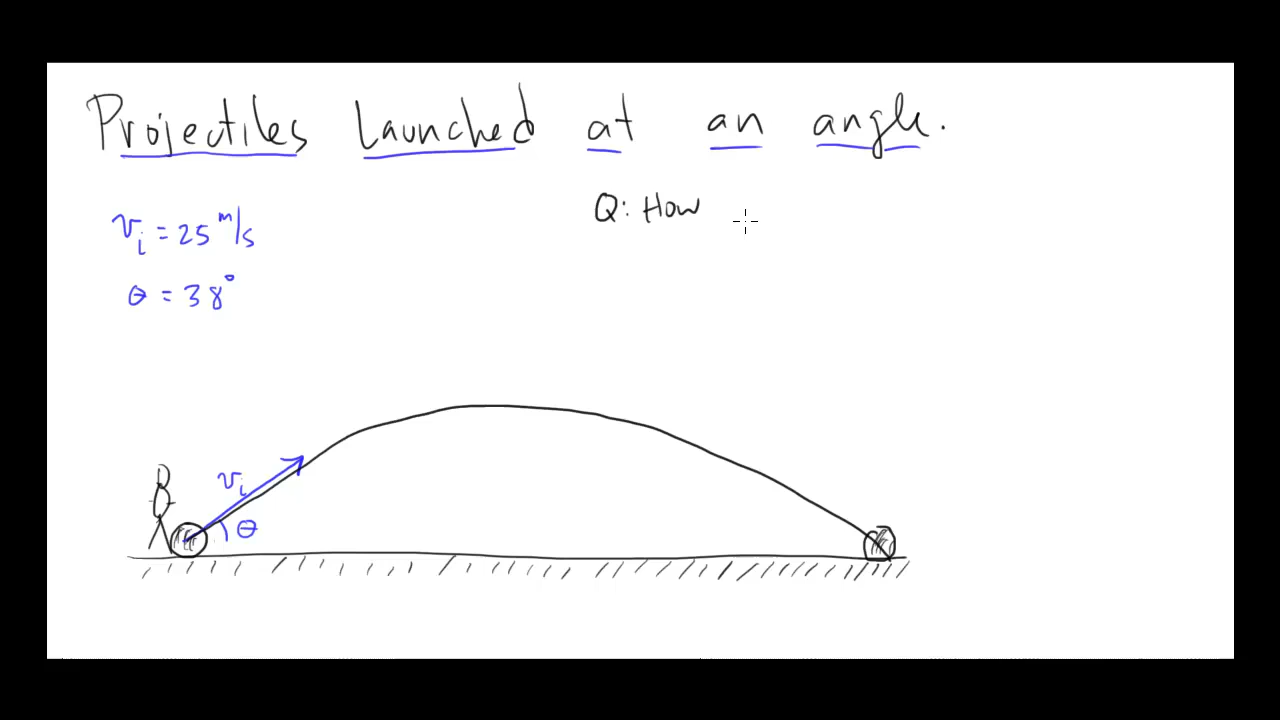 Projectiles Launched at an angle.
Q: How
vᵢ = 25 m/s
θ = 38°
vᵢ
θ